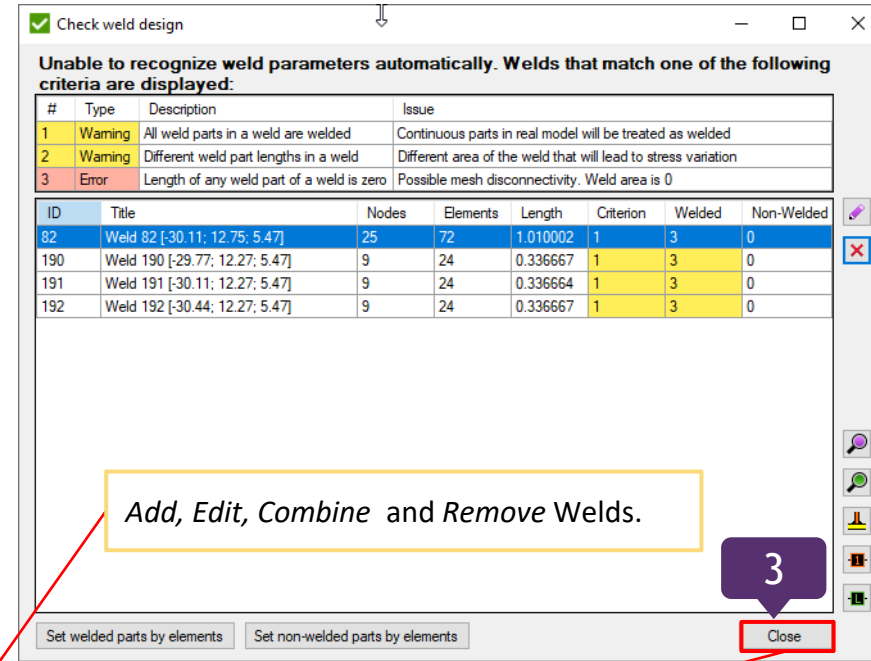 Check weld design
Unable to recognize weld parameters automatically. Welds that match one of the following
criteria are displayed:
# Type Description Issue
1 Warning All weld parts in a weld are welded Continuous parts in real model will be treated as welded
2 Warning Different weld part lengths in a weld Different area of the weld that will lead to stress variation
3 Error Length of any weld part of a weld is zero Possible mesh disconnectivity. Weld area is 0
ID Title Nodes Elements Length Criterion Welded Non-Welded
82 Weld 82 [-30.11; 12.75; 5.47] 25 72 1.010002 1 3 0
190 Weld 190 [-29.77; 12.27; 5.47] 9 24 0.336667 1 3 0
191 Weld 191 [-30.11; 12.27; 5.47] 9 24 0.336664 1 3 0
192 Weld 192 [-30.44; 12.27; 5.47] 9 24 0.336667 1 3 0
Add, Edit, Combine and Remove Welds.
3
1
L
Set welded parts by elements Set non-welded parts by elements Close